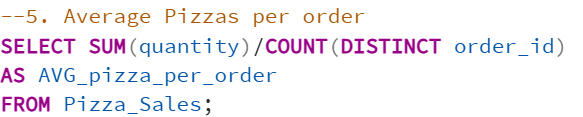 --5. Average Pizzas per order
SELECT SUM(quantity)/COUNT(DISTINCT order_id)
AS AVG_pizza_per_order
FROM Pizza_Sales;